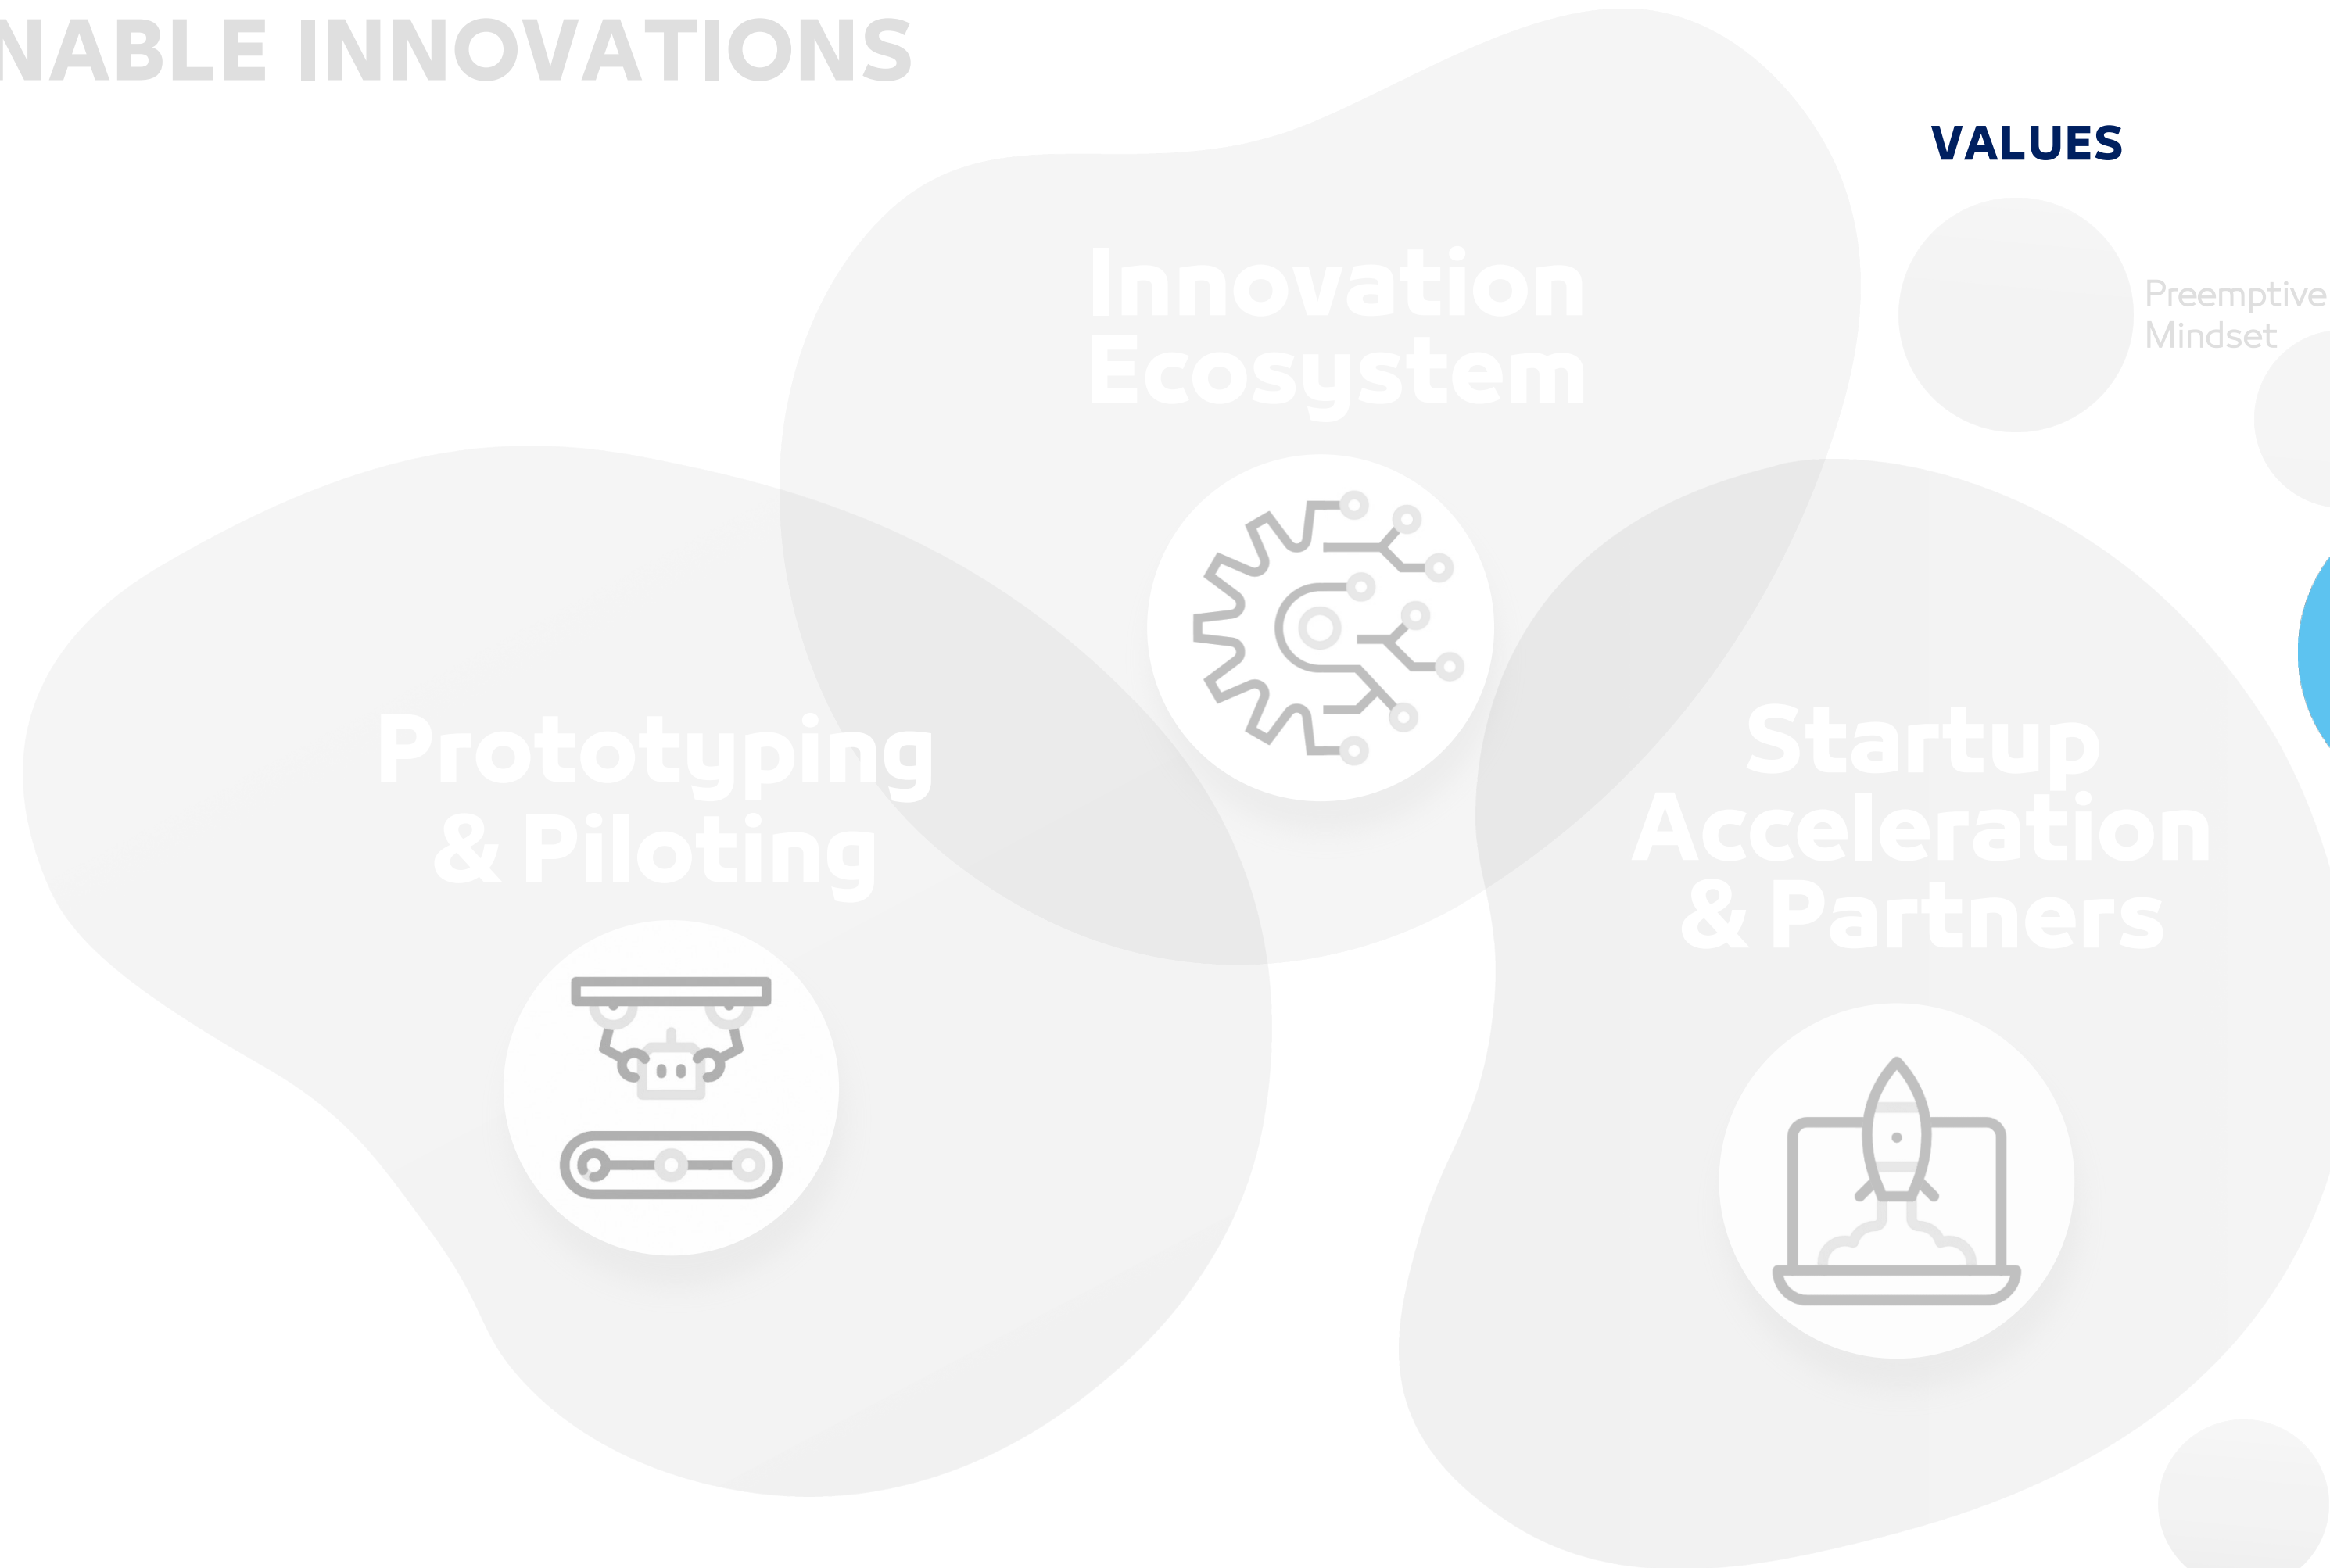 NABLE INNOVATIONS
VALUES
Preemptive
Mindset
Innovation
Ecosystem
Prototyping
& Piloting
Startup
Acceleration
& Partners